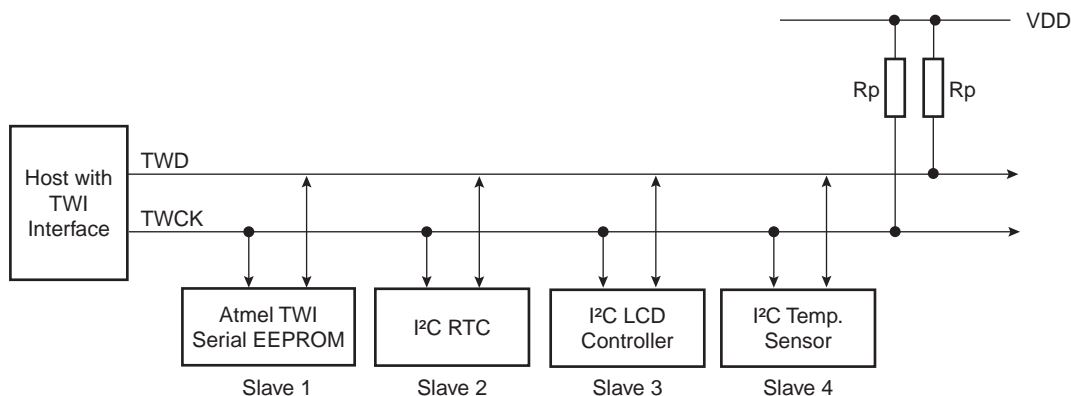 VDD
Rp
Rp
Host with
TWI
Interface
TWD
TWCK
Atmel TWI
Serial EEPROM
I²C RTC
I²C LCD
Controller
I²C Temp.
Sensor
Slave 1
Slave 2
Slave 3
Slave 4